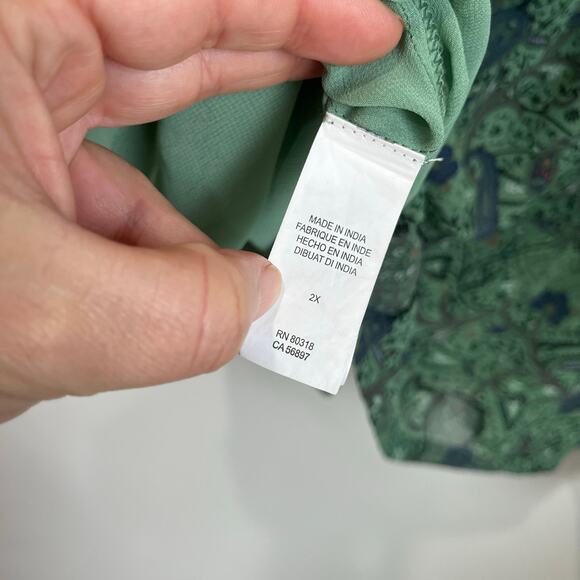 MADE IN INDIA
FABRIQUE EN INDE
HECHO EN INDIA
DIBUAT DI INDIA
2X
RN 80318
CA 56897